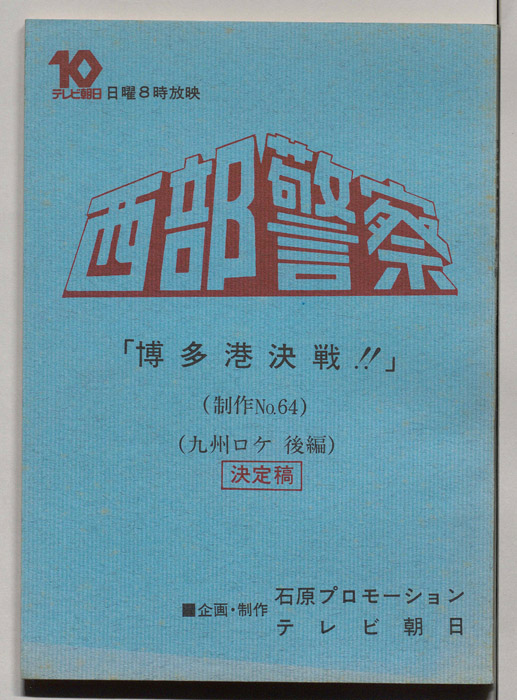 10
テレビ朝日 日曜8時放映
西部警察
「博多港決戦!!」
(制作No.64)
(九州ロケ 後編)
決定稿
■企画・制作 石原プロモーション
テレビ朝日